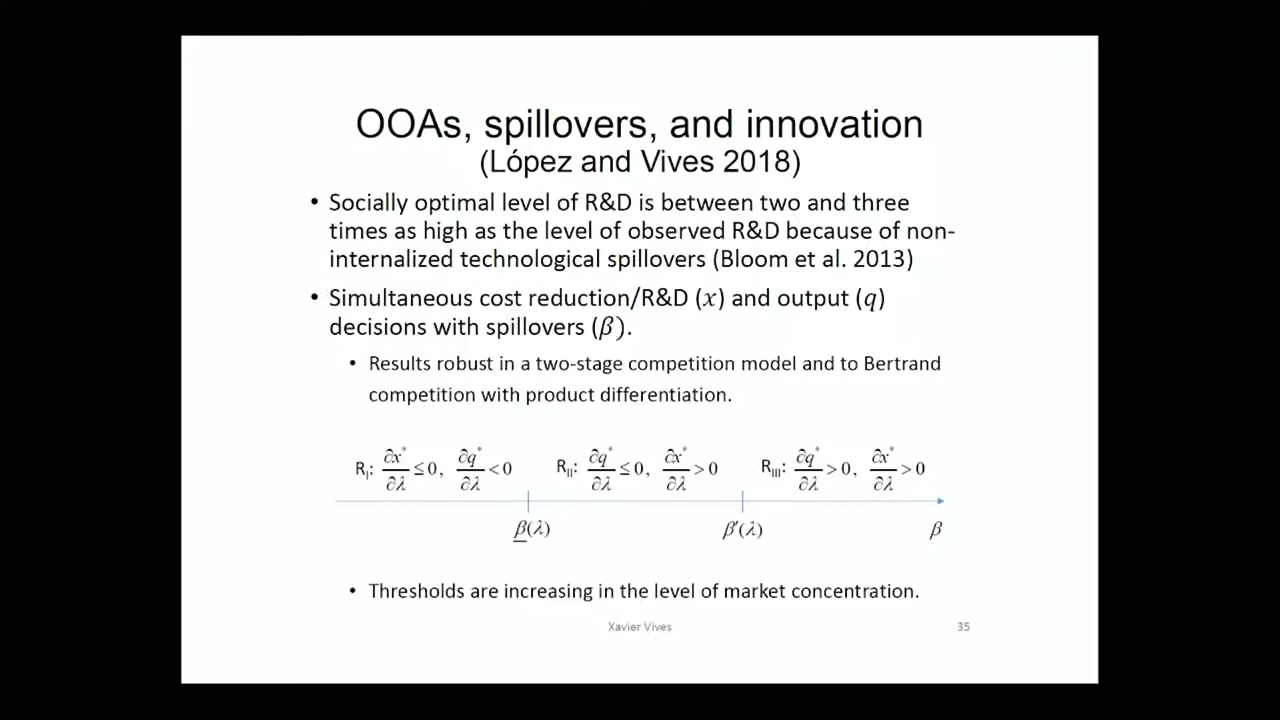 OOAs, spillovers, and innovation
(López and Vives 2018)
• Socially optimal level of R&D is between two and three
times as high as the level of observed R&D because of non-
internalized technological spillovers (Bloom et al. 2013)
• Simultaneous cost reduction/R&D (x) and output (q)
decisions with spillovers (β).
• Results robust in a two-stage competition model and to Bertrand
competition with product differentiation.
R_I: ∂x*/∂λ ≤ 0, ∂q*/∂λ < 0 R_II: ∂q*/∂λ ≤ 0, ∂x*/∂λ > 0 R_III: ∂q*/∂λ > 0, ∂x*/∂λ > 0
β̲(λ) β′(λ) β
• Thresholds are increasing in the level of market concentration.
Xavier Vives 35